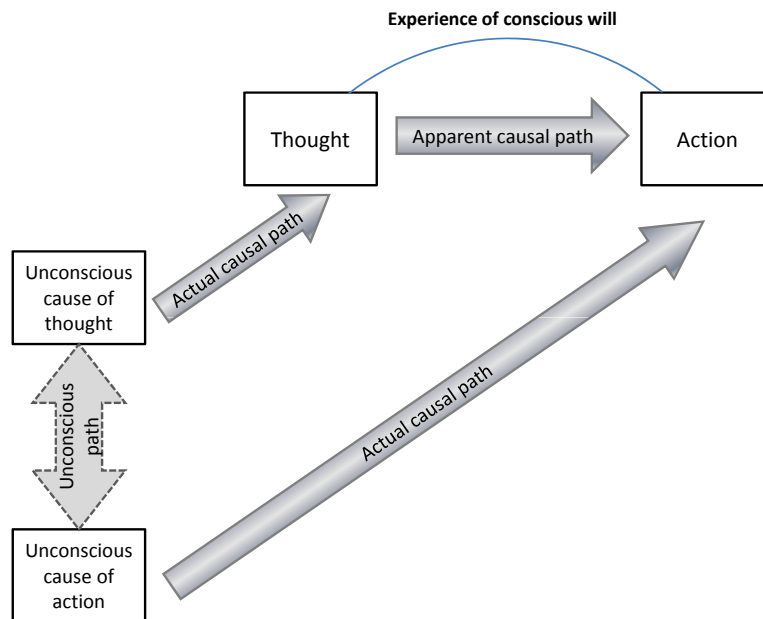 Experience of conscious will
Thought
Apparent causal path
Action
Actual causal path
Unconscious
cause of
thought
Unconscious
path
Actual causal path
Unconscious
cause of
action